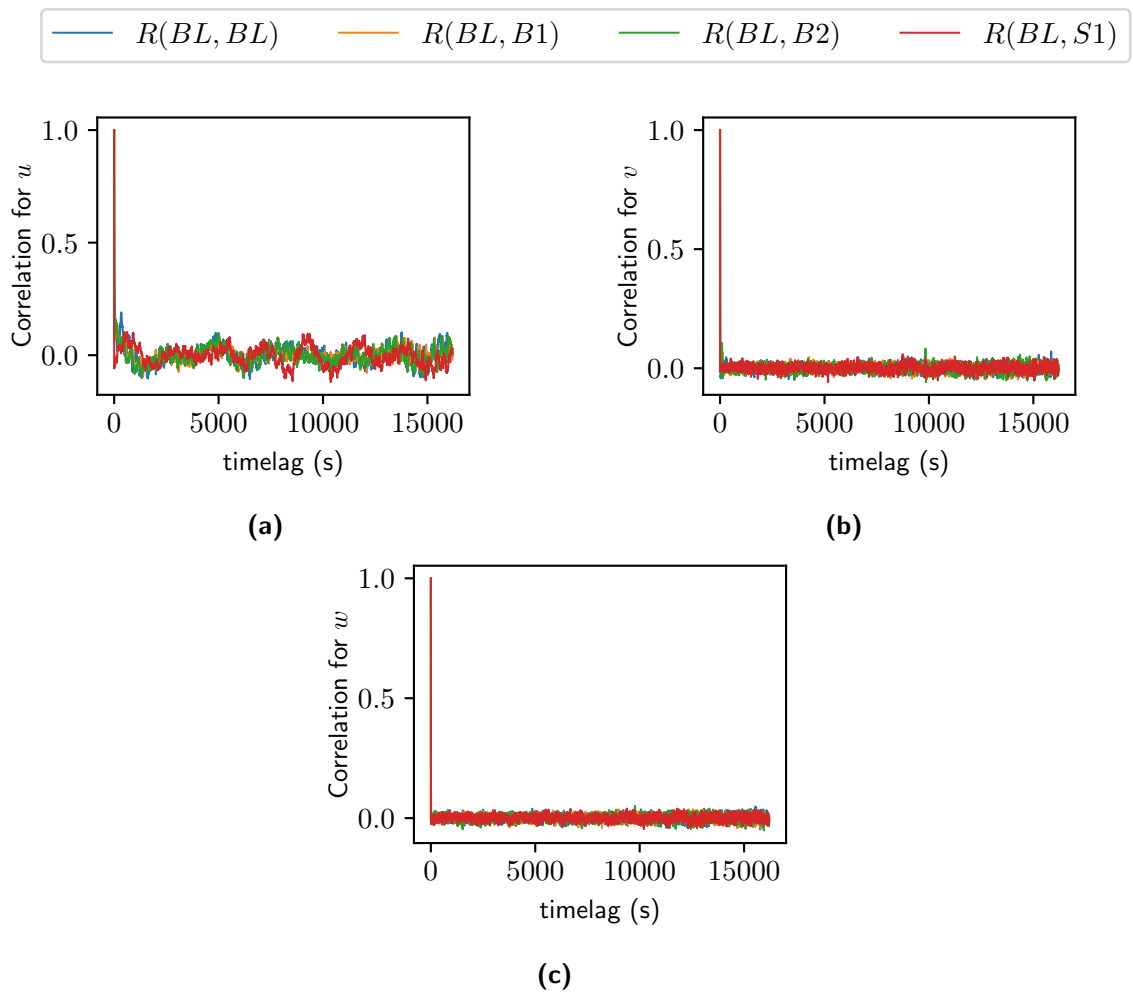 R(BL, BL) R(BL, B1) R(BL, B2) R(BL, S1)
Correlation for u
1.0
0.5
0.0
0 5000 10000 15000
timelag (s)
(a)
Correlation for v
1.0
0.5
0.0
0 5000 10000 15000
timelag (s)
(b)
Correlation for w
1.0
0.5
0.0
0 5000 10000 15000
timelag (s)
(c)